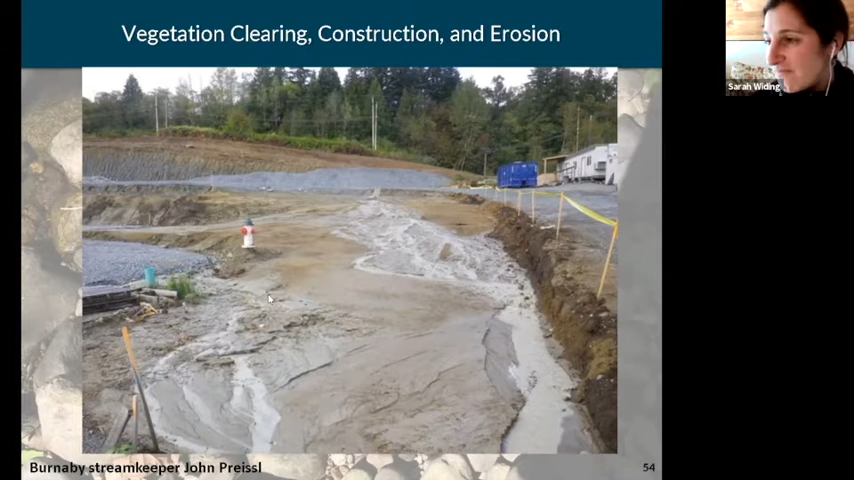 Vegetation Clearing, Construction, and Erosion
Sarah Widing
Burnaby streamkeeper John Preissl
54